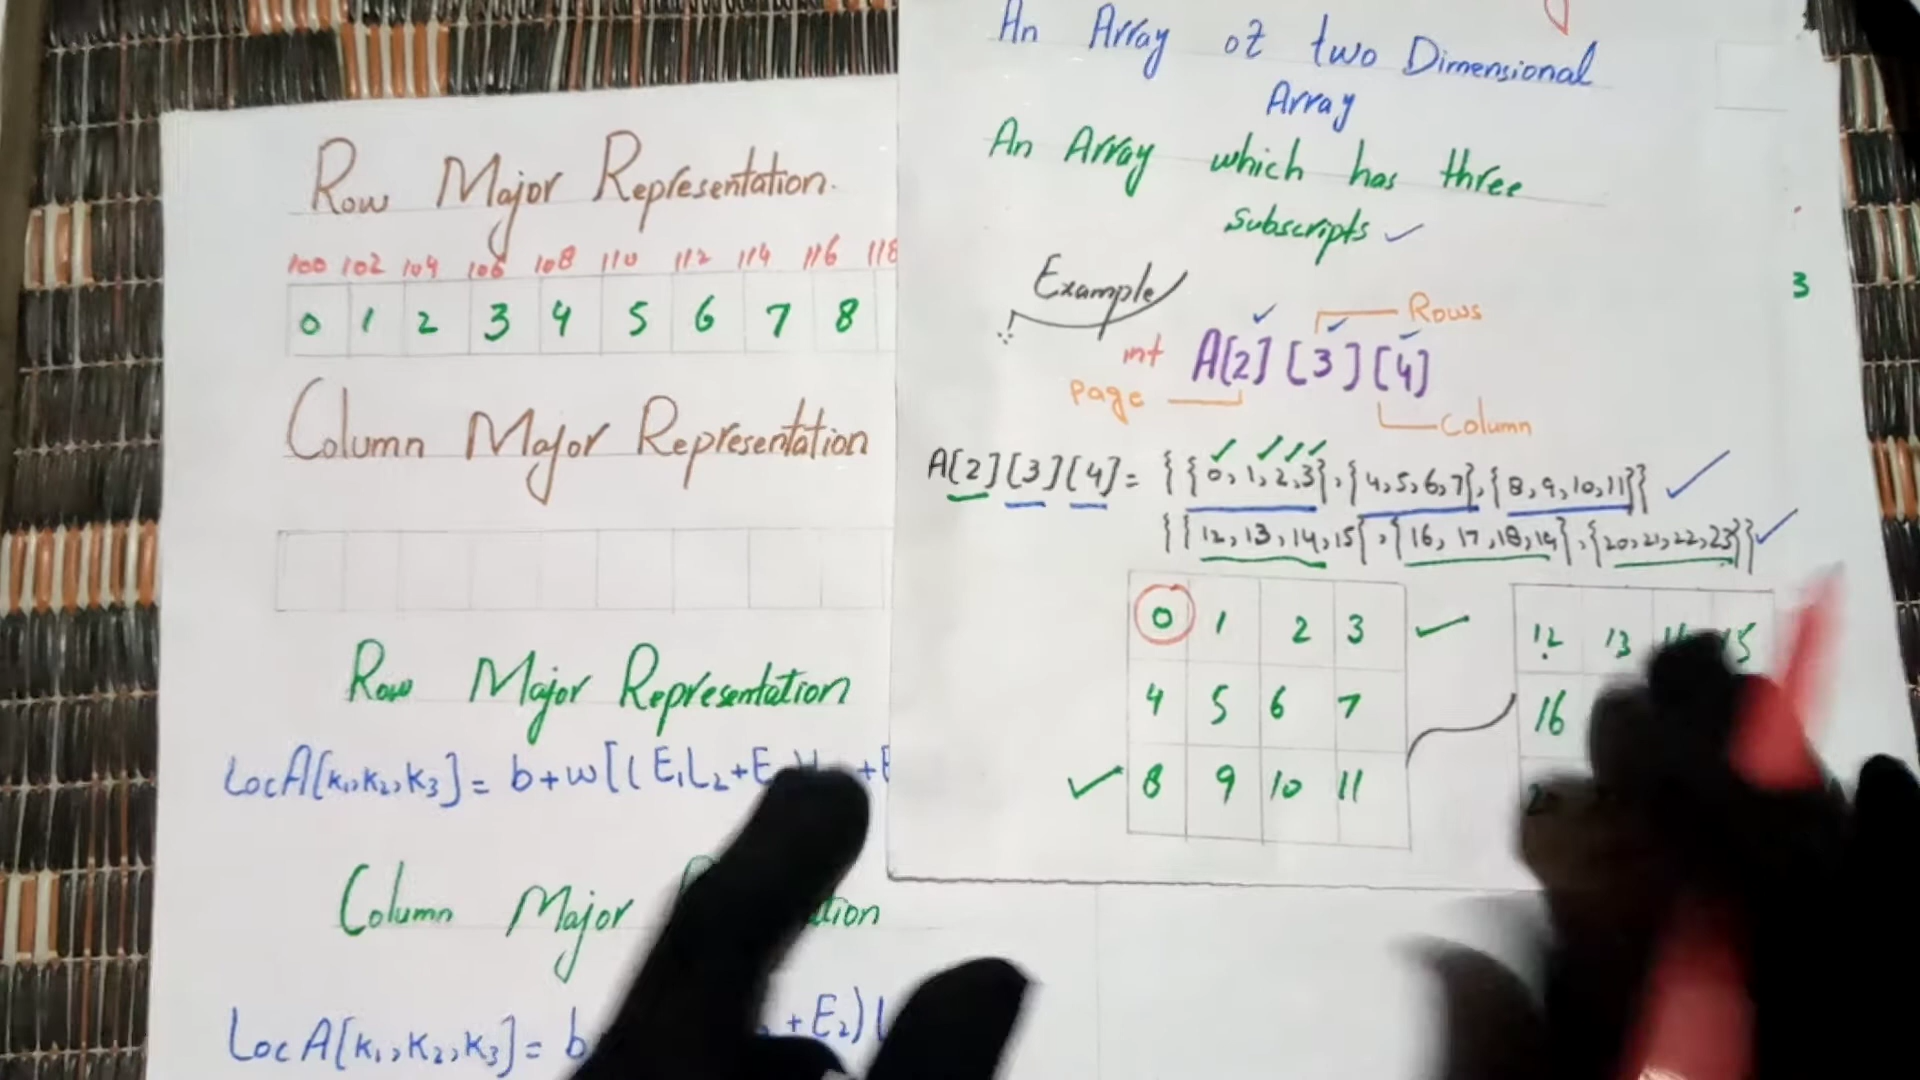 Row Major Representation.
100 102 104 106 108 110 112 114 116 118
0 1 2 3 4 5 6 7 8
Column Major Representation
Row Major Representation
LocA[K1,K2,K3] = b+w[(E1L2+E
Column Major
LocA[K1,K2,K3] = b +E2)L
An Array of two Dimensional
Array
An Array which has three
Subscripts
3
Example
Rows
int A[2][3][4]
Page
Column
A[2][3][4]= {{0,1,2,3},{4,5,6,7},{8,9,10,11}}
{{12,13,14,15},{16,17,18,19},{20,21,22,23}}
0 1 2 3
4 5 6 7
8 9 10 11
12 13 15
16